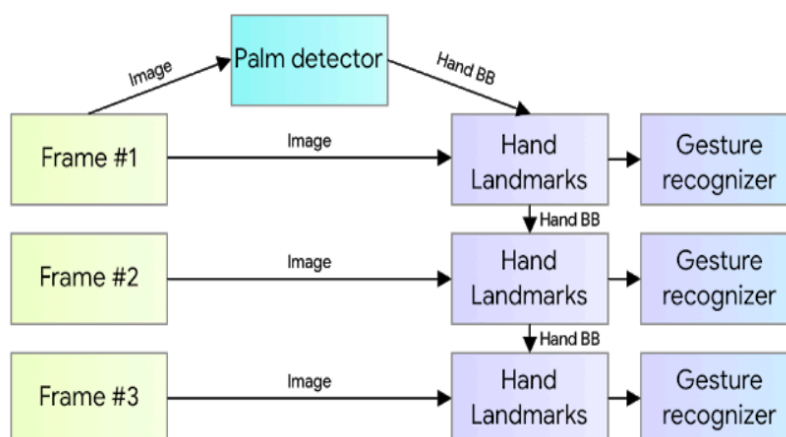 Palm detector
Image
Hand BB
Frame #1
Image
Hand
Landmarks
Gesture
recognizer
Hand BB
Frame #2
Image
Hand
Landmarks
Gesture
recognizer
Hand BB
Frame #3
Image
Hand
Landmarks
Gesture
recognizer